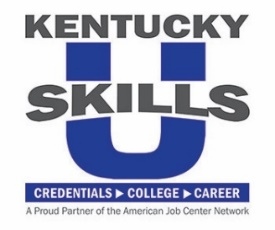 KENTUCKY
U
SKILLS
CREDENTIALS ▶ COLLEGE ▶ CAREER
A Proud Partner of the American Job Center Network